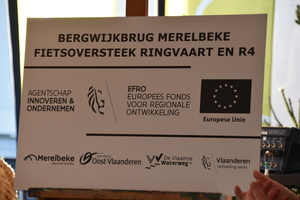 BERGWIJKBRUG MERELBEKE
FIETSOVERSTEEK RINGVAART EN R4
AGENTSCHAP
INNOVEREN &
ONDERNEMEN
EFRO
EUROPEES FONDS
VOOR REGIONALE
ONTWIKKELING
Europese Unie
Merelbeke
Oost-Vlaanderen
De Vlaamse
Waterweg
Vlaanderen